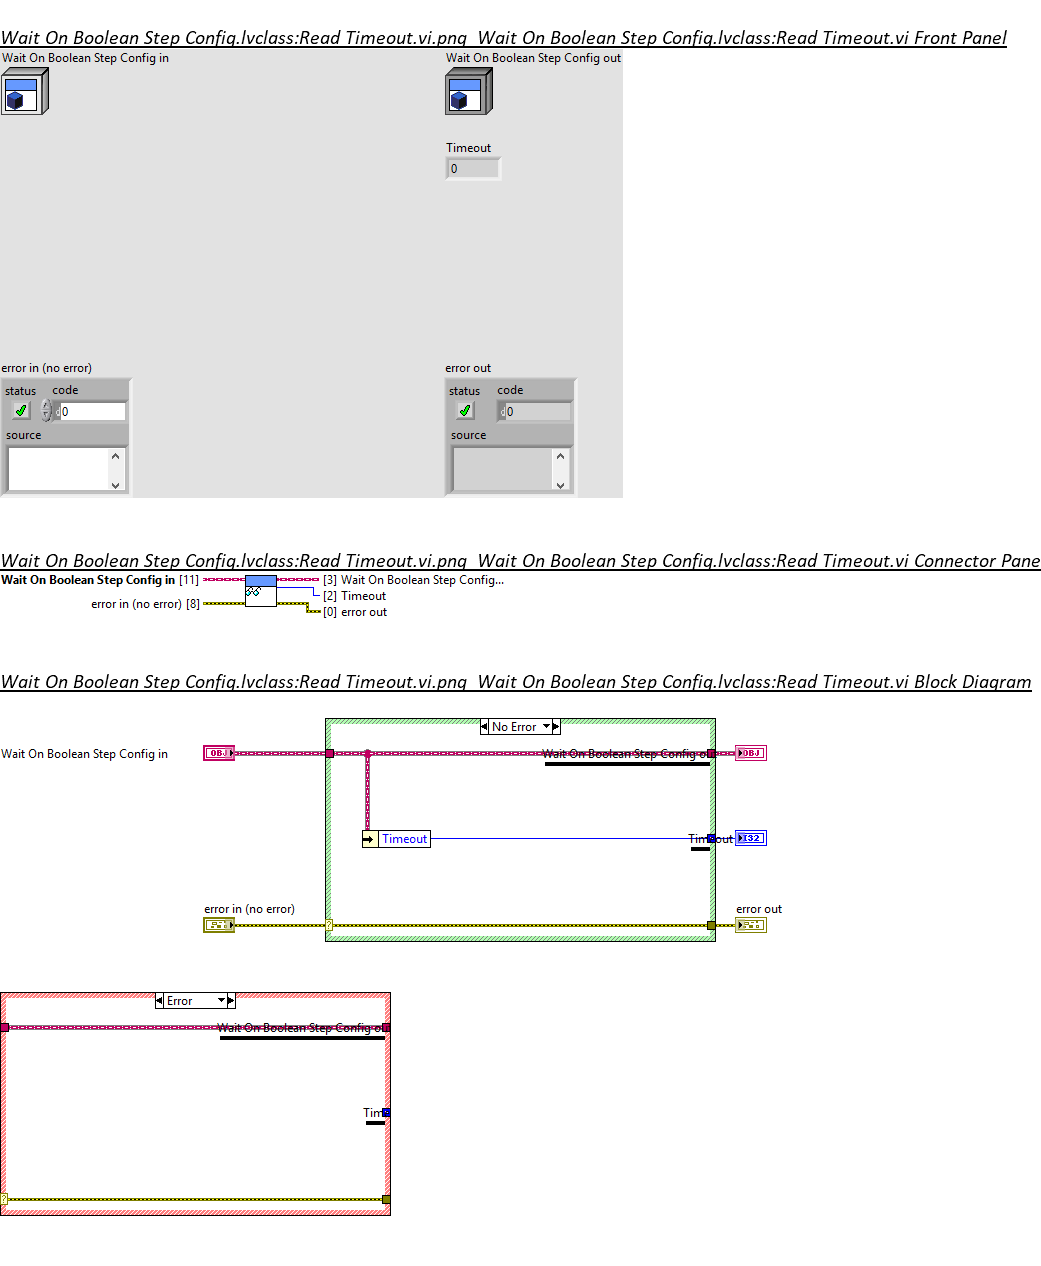 Wait On Boolean Step Config.lvclass:Read Timeout.vi.png Wait On Boolean Step Config.lvclass:Read Timeout.vi Front Panel
Wait On Boolean Step Config in
Wait On Boolean Step Config out
Timeout
0
error in (no error)
error out
status code
status code
d 0
d 0
source
source
Wait On Boolean Step Config.lvclass:Read Timeout.vi.png Wait On Boolean Step Config.lvclass:Read Timeout.vi Connector Pane
Wait On Boolean Step Config in [11]
[3] Wait On Boolean Step Config...
[2] Timeout
error in (no error) [8]
[0] error out
Wait On Boolean Step Config.lvclass:Read Timeout.vi.png Wait On Boolean Step Config.lvclass:Read Timeout.vi Block Diagram
No Error
Wait On Boolean Step Config in
OBJ
Wait On Boolean Step Config o
OBJ
Timeout
Timeout
I32
error in (no error)
error out
?
Error
Wait On Boolean Step Config o
Tim
?